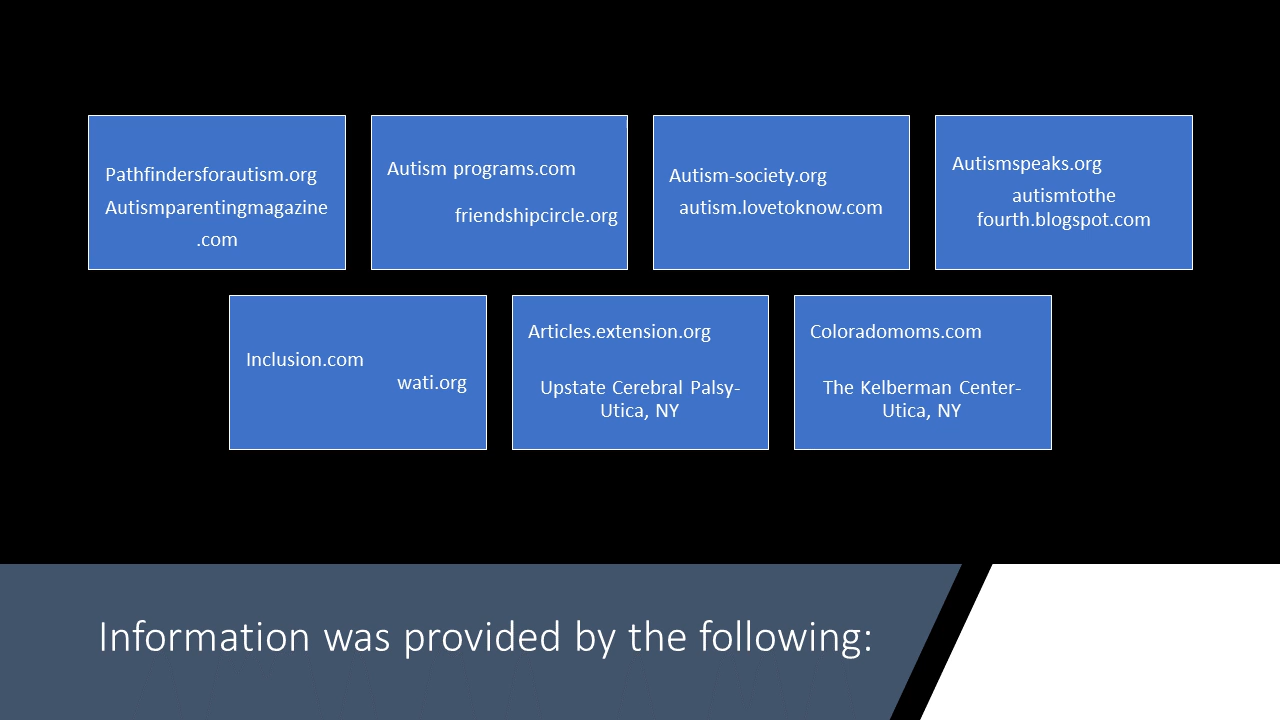 Pathfindersforautism.org
Autismparentingmagazine
.com
Autism programs.com
friendshipcircle.org
Autism-society.org
autism.lovetoknow.com
Autismspeaks.org
autismtothe
fourth.blogspot.com
Inclusion.com
wati.org
Articles.extension.org
Upstate Cerebral Palsy-
Utica, NY
Coloradomoms.com
The Kelberman Center-
Utica, NY
Information was provided by the following: